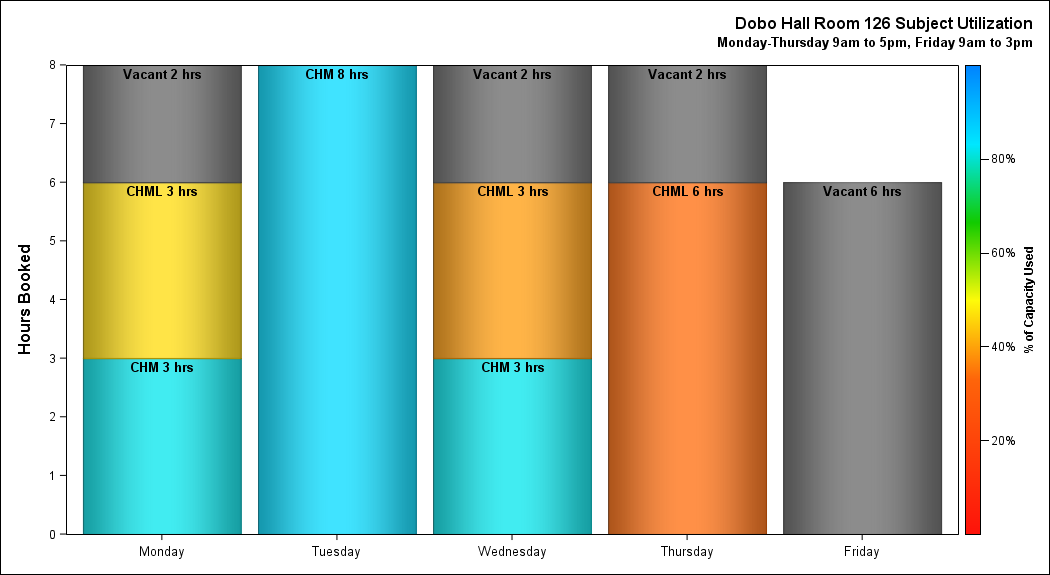 Dobo Hall Room 126 Subject Utilization
Monday-Thursday 9am to 5pm, Friday 9am to 3pm
Hours Booked
8
7
6
5
4
3
2
1
0
Vacant 2 hrs
CHML 3 hrs
CHM 3 hrs
CHM 8 hrs
Vacant 2 hrs
CHML 3 hrs
CHM 3 hrs
Vacant 2 hrs
CHML 6 hrs
Vacant 6 hrs
Monday
Tuesday
Wednesday
Thursday
Friday
80%
60%
40%
20%
% of Capacity Used